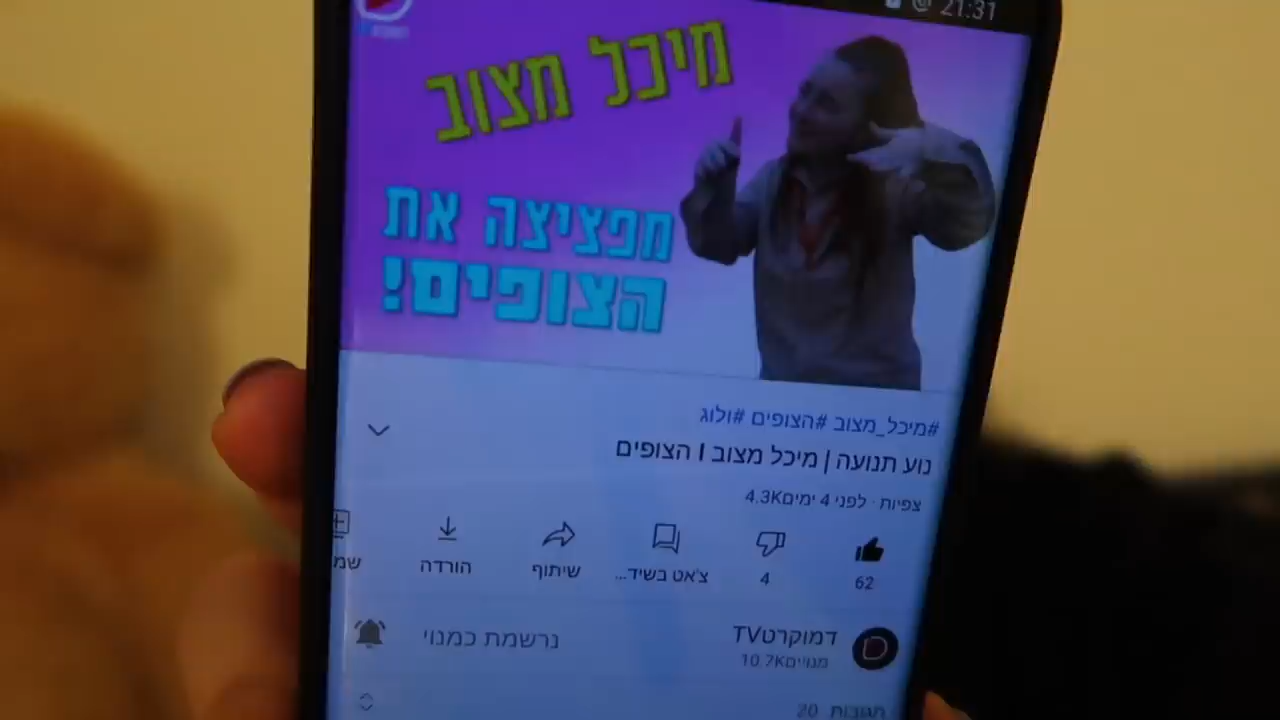 21:31
מיכל מצוב
מפציצה את
הצופים!
#מיכל_מצוב #הצופים #ולוג
נוע תנועה | מיכל מצוב I הצופים
4.3K צפיות · לפני 4 ימים
62
4
צ'אט בשיד...
שיתוף
הורדה
שמ
דמוקרטTV
10.7K מנויים
נרשמת כמנוי
תגובות 20